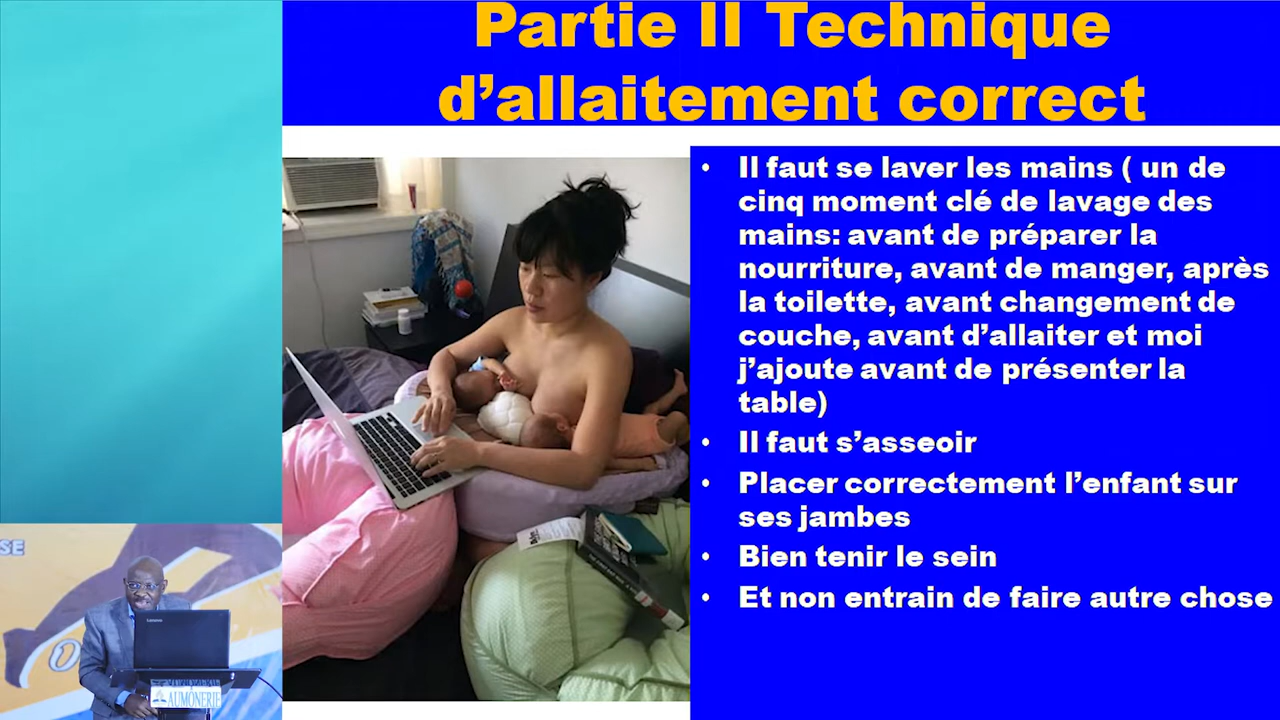 Partie II Technique
d’allaitement correct
• Il faut se laver les mains ( un de
cinq moment clé de lavage des
mains: avant de préparer la
nourriture, avant de manger, après
la toilette, avant changement de
couche, avant d’allaiter et moi
j’ajoute avant de présenter la
table)
• Il faut s’asseoir
• Placer correctement l’enfant sur
ses jambes
• Bien tenir le sein
• Et non entrain de faire autre chose
SE
Lenovo
AUMÔNERIE